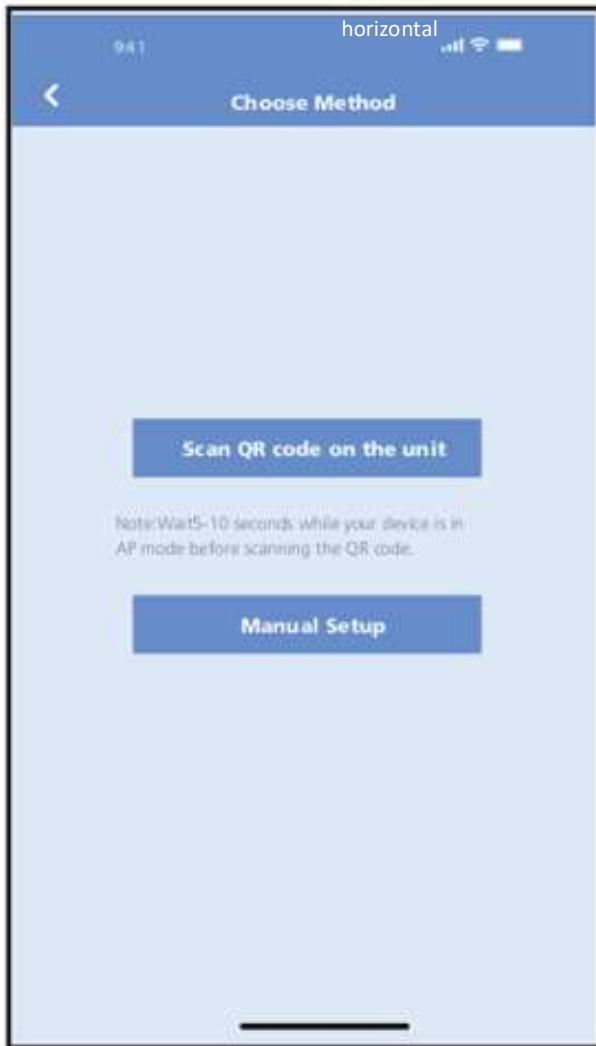 horizontal
9:41
Choose Method
Scan QR code on the unit
Note:Wait5-10 seconds while your device is in
AP mode before scanning the QR code.
Manual Setup